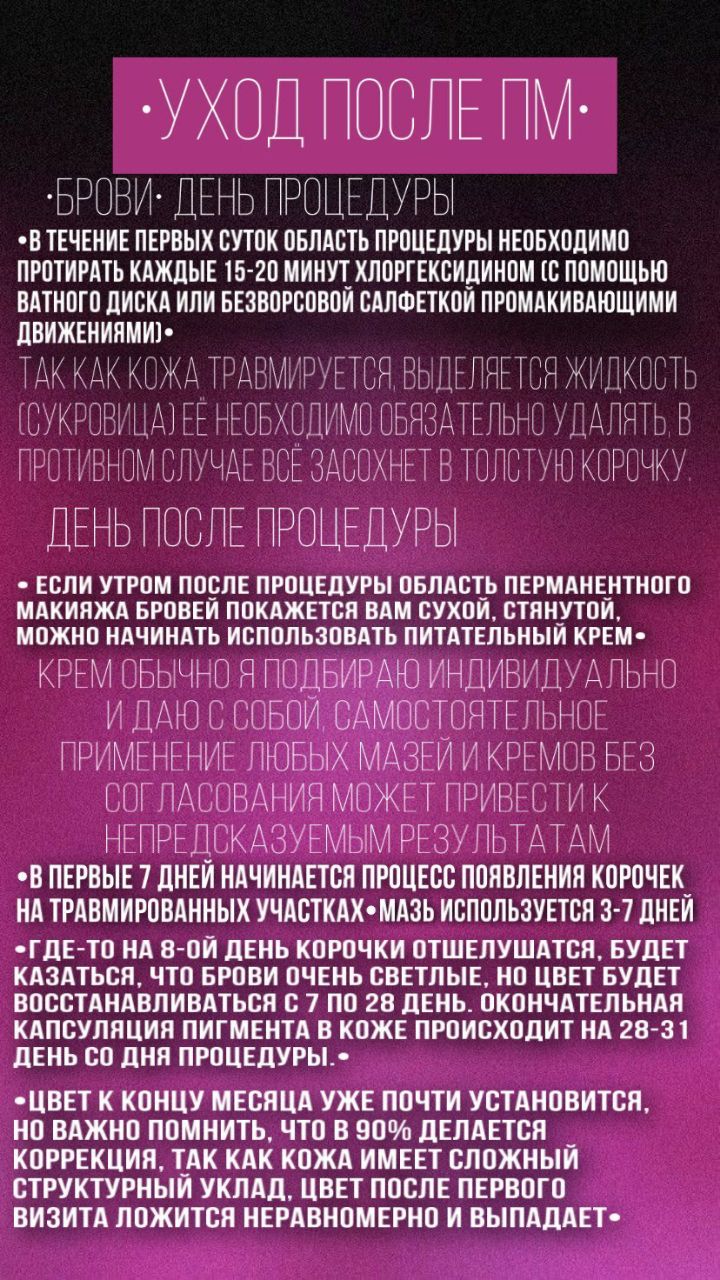 •УХОД ПОСЛЕ ПМ•
•БРОВИ• ДЕНЬ ПРОЦЕДУРЫ
•В ТЕЧЕНИЕ ПЕРВЫХ СУТОК ОБЛАСТЬ ПРОЦЕДУРЫ НЕОБХОДИМО
ПРОТИРАТЬ КАЖДЫЕ 15-20 МИНУТ ХЛОРГЕКСИДИНОМ (С ПОМОЩЬЮ
ВАТНОГО ДИСКА ИЛИ БЕЗВОРСОВОЙ САЛФЕТКОЙ ПРОМАКИВАЮЩИМИ
ДВИЖЕНИЯМИ)•
ТАК КАК КОЖА ТРАВМИРУЕТСЯ, ВЫДЕЛЯЕТСЯ ЖИДКОСТЬ
(СУКРОВИЦА) ЕЁ НЕОБХОДИМО ОБЯЗАТЕЛЬНО УДАЛЯТЬ, В
ПРОТИВНОМ СЛУЧАЕ ВСЁ ЗАСОХНЕТ В ТОЛСТУЮ КОРОЧКУ.
ДЕНЬ ПОСЛЕ ПРОЦЕДУРЫ
• ЕСЛИ УТРОМ ПОСЛЕ ПРОЦЕДУРЫ ОБЛАСТЬ ПЕРМАНЕНТНОГО
МАКИЯЖА БРОВЕЙ ПОКАЖЕТСЯ ВАМ СУХОЙ, СТЯНУТОЙ,
МОЖНО НАЧИНАТЬ ИСПОЛЬЗОВАТЬ ПИТАТЕЛЬНЫЙ КРЕМ•
КРЕМ ОБЫЧНО Я ПОДБИРАЮ ИНДИВИДУАЛЬНО
И ДАЮ С СОБОЙ, САМОСТОЯТЕЛЬНОЕ
ПРИМЕНЕНИЕ ЛЮБЫХ МАЗЕЙ И КРЕМОВ БЕЗ
СОГЛАСОВАНИЯ МОЖЕТ ПРИВЕСТИ К
НЕПРЕДСКАЗУЕМЫМ РЕЗУЛЬТАТАМ
•В ПЕРВЫЕ 7 ДНЕЙ НАЧИНАЕТСЯ ПРОЦЕСС ПОЯВЛЕНИЯ КОРОЧЕК
НА ТРАВМИРОВАННЫХ УЧАСТКАХ•МАЗЬ ИСПОЛЬЗУЕТСЯ 3-7 ДНЕЙ
•ГДЕ-ТО НА 8-ОЙ ДЕНЬ КОРОЧКИ ОТШЕЛУШАТСЯ, БУДЕТ
КАЗАТЬСЯ, ЧТО БРОВИ ОЧЕНЬ СВЕТЛЫЕ, НО ЦВЕТ БУДЕТ
ВОССТАНАВЛИВАТЬСЯ С 7 ПО 28 ДЕНЬ. ОКОНЧАТЕЛЬНАЯ
КАПСУЛЯЦИЯ ПИГМЕНТА В КОЖЕ ПРОИСХОДИТ НА 28-31
ДЕНЬ СО ДНЯ ПРОЦЕДУРЫ.•
•ЦВЕТ К КОНЦУ МЕСЯЦА УЖЕ ПОЧТИ УСТАНОВИТСЯ,
НО ВАЖНО ПОМНИТЬ, ЧТО В 90% ДЕЛАЕТСЯ
КОРРЕКЦИЯ, ТАК КАК КОЖА ИМЕЕТ СЛОЖНЫЙ
СТРУКТУРНЫЙ УКЛАД, ЦВЕТ ПОСЛЕ ПЕРВОГО
ВИЗИТА ЛОЖИТСЯ НЕРАВНОМЕРНО И ВЫПАДАЕТ•